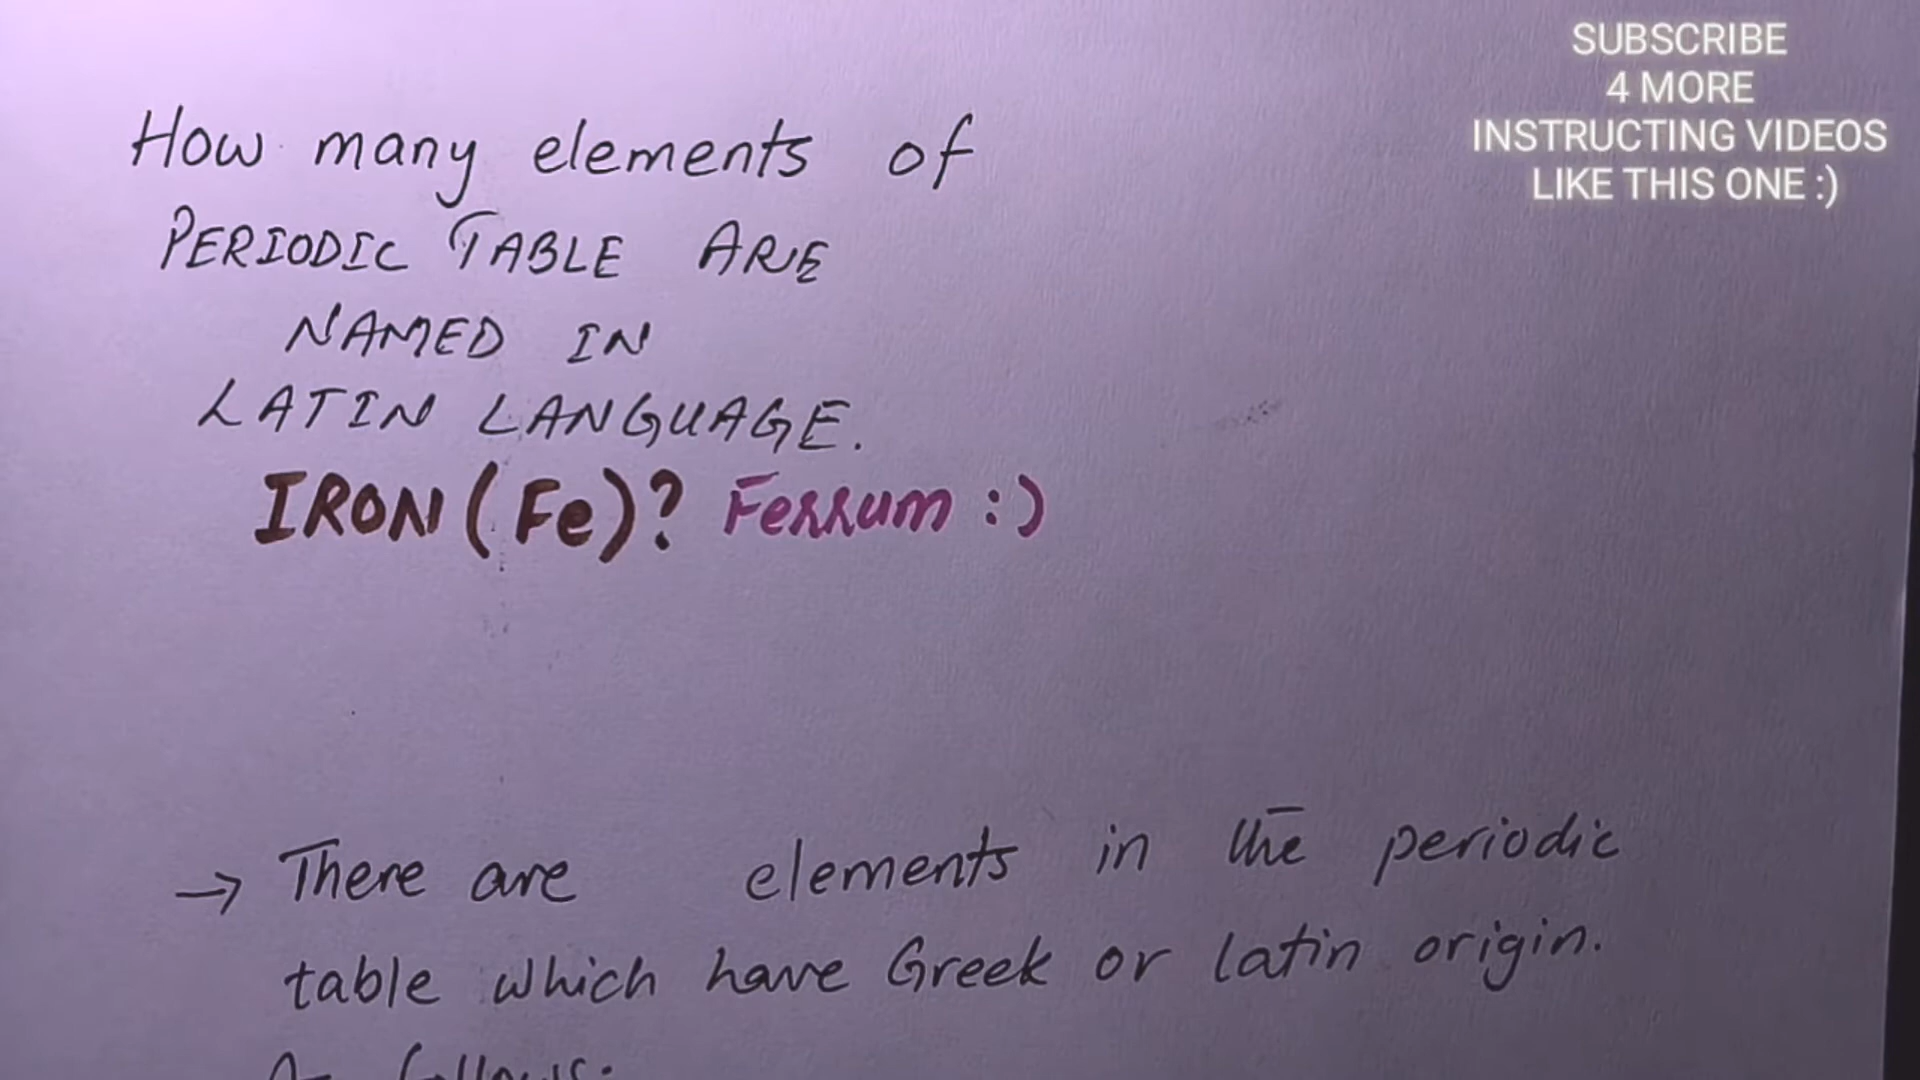 SUBSCRIBE
4 MORE
INSTRUCTING VIDEOS
LIKE THIS ONE :)
How many elements of
PERIODIC TABLE ARE
NAMED IN
LATIN LANGUAGE.
IRON (Fe)? Ferrum :)
→ There are elements in the periodic
table which have Greek or latin origin.
follows: